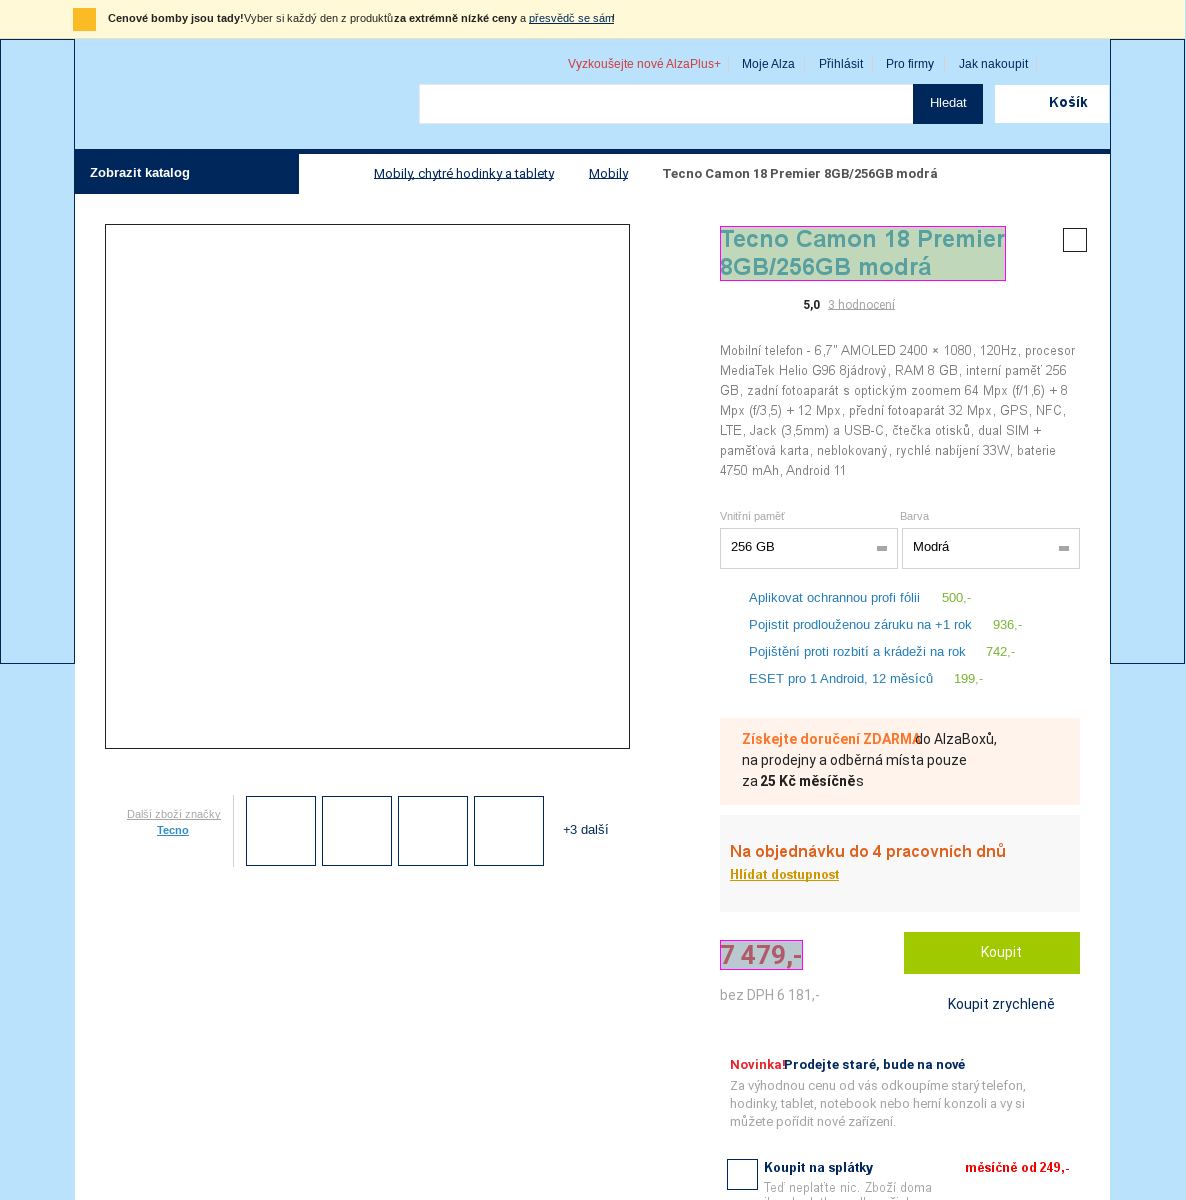 Cenové bomby jsou tady! Vyber si každý den z produktů za extrémně nízké ceny a přesvědč se sám!
Vyzkoušejte nové AlzaPlus+ Moje Alza Přihlásit Pro firmy Jak nakoupit
Hledat Košík
Zobrazit katalog Mobily, chytré hodinky a tablety Mobily Tecno Camon 18 Premier 8GB/256GB modrá
Tecno Camon 18 Premier
8GB/256GB modrá
5,0 3 hodnocení
Mobilní telefon - 6,7" AMOLED 2400 × 1080, 120Hz, procesor
MediaTek Helio G96 8jádrový, RAM 8 GB, interní paměť 256
GB, zadní fotoaparát s optickým zoomem 64 Mpx (f/1,6) + 8
Mpx (f/3,5) + 12 Mpx, přední fotoaparát 32 Mpx, GPS, NFC,
LTE, Jack (3,5mm) a USB-C, čtečka otisků, dual SIM +
paměťová karta, neblokovaný, rychlé nabíjení 33W, baterie
4750 mAh, Android 11
Vnitřní paměť Barva
256 GB Modrá
Aplikovat ochrannou profi fólii 500,-
Pojistit prodlouženou záruku na +1 rok 936,-
Pojištění proti rozbití a krádeži na rok 742,-
ESET pro 1 Android, 12 měsíců 199,-
Získejte doručení ZDARMA do AlzaBoxů,
na prodejny a odběrná místa pouze
za 25 Kč měsíčně s
Další zboží značky
Tecno
+3 další
Na objednávku do 4 pracovních dnů
Hlídat dostupnost
7 479,- Koupit
bez DPH 6 181,-
Koupit zrychleně
Novinka! Prodejte staré, bude na nové
Za výhodnou cenu od vás odkoupíme starý telefon,
hodinky, tablet, notebook nebo herní konzoli a vy si
můžete pořídit nové zařízení.
Koupit na splátky měsíčně od 249,-
Teď neplaťte nic. Zboží doma